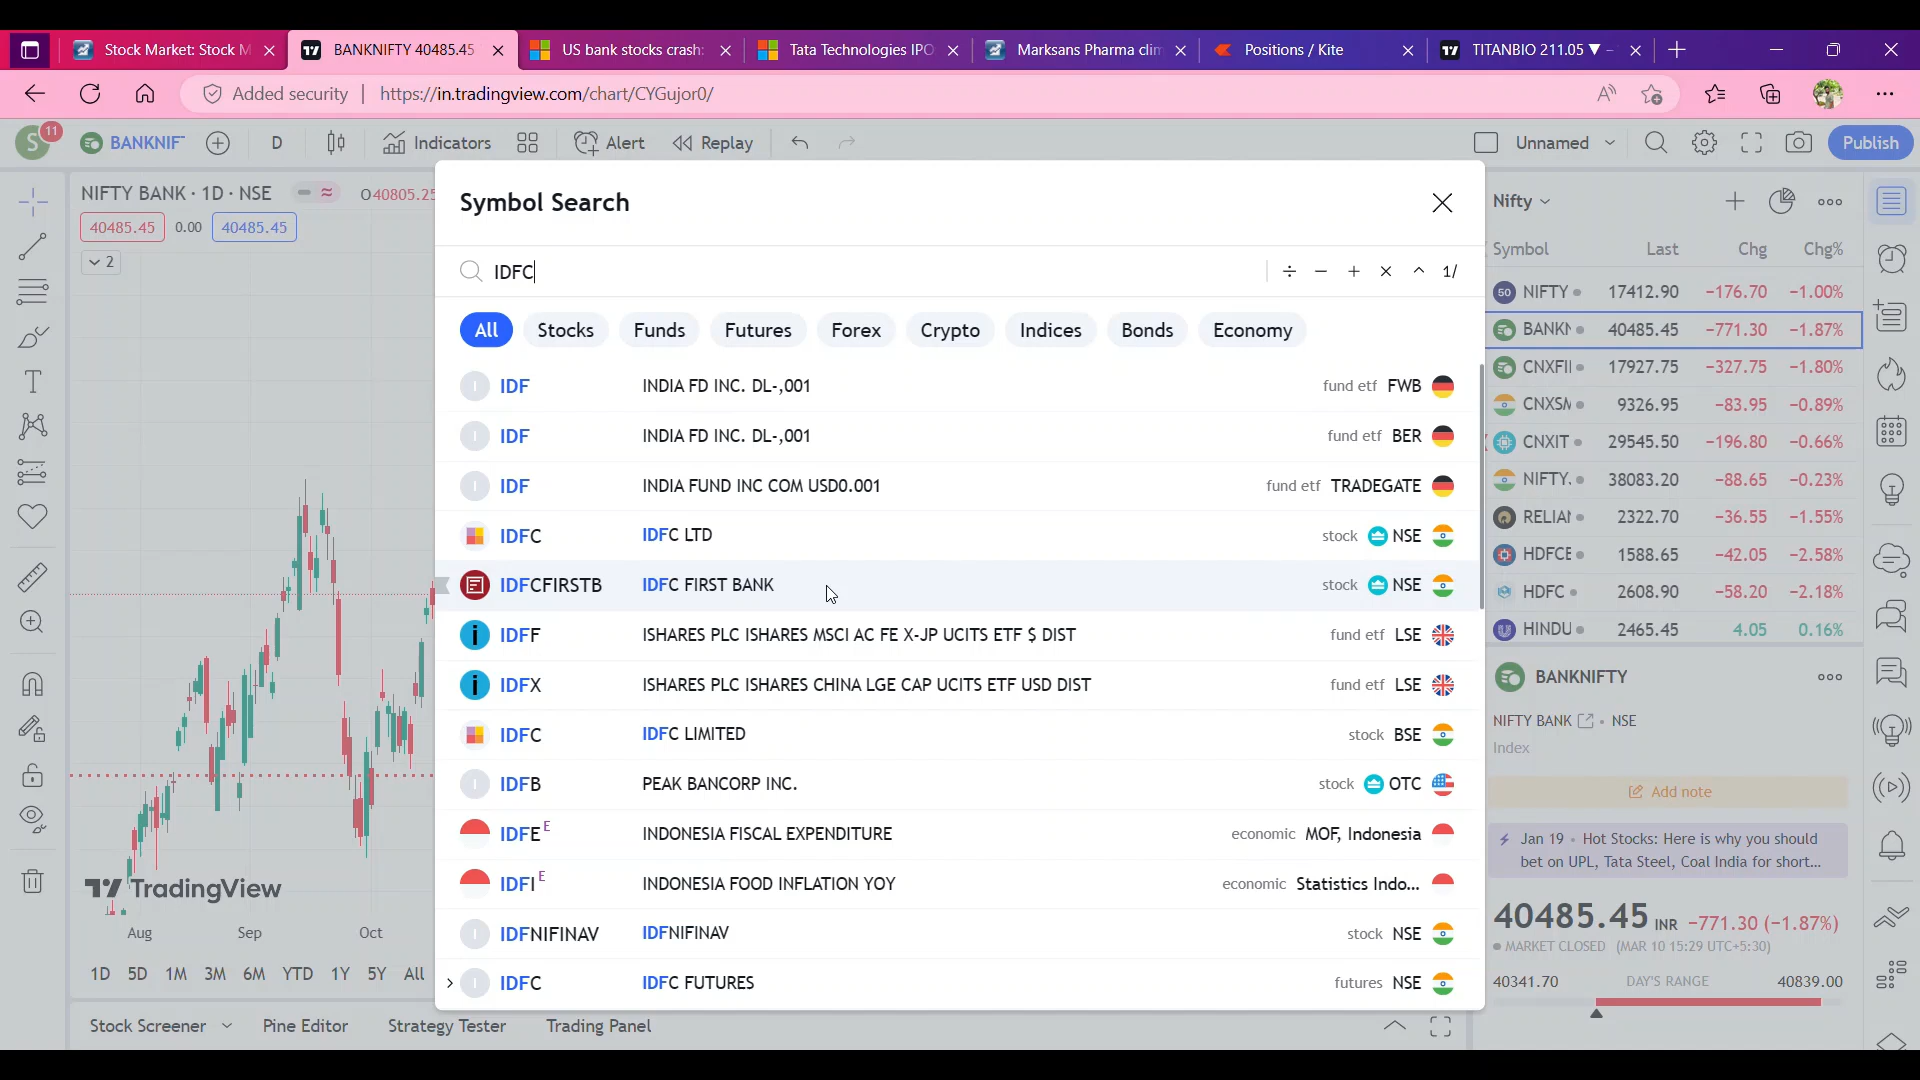 Stock Market: Stock M
BANKNIFTY 40485.45
US bank stocks crash:
Tata Technologies IPO
Marksans Pharma clim
Positions / Kite
TITANBIO 211.05 ▼ –
Added security
https://in.tradingview.com/chart/CYGujor0/
S 11
BANKNIF
D
Indicators
Alert
Replay
Unnamed
Publish
NIFTY BANK · 1D · NSE
O40805.25
40485.45
0.00
40485.45
2
Symbol Search
IDFC
÷ − + × ^ 1/
All
Stocks
Funds
Futures
Forex
Crypto
Indices
Bonds
Economy
I IDF INDIA FD INC. DL-,001 fund etf FWB
I IDF INDIA FD INC. DL-,001 fund etf BER
I IDF INDIA FUND INC COM USD0.001 fund etf TRADEGATE
IDFC IDFC LTD stock NSE
IDFCFIRSTB IDFC FIRST BANK stock NSE
i IDFF ISHARES PLC ISHARES MSCI AC FE X-JP UCITS ETF $ DIST fund etf LSE
i IDFX ISHARES PLC ISHARES CHINA LGE CAP UCITS ETF USD DIST fund etf LSE
IDFC IDFC LIMITED stock BSE
I IDFB PEAK BANCORP INC. stock OTC
IDFE E INDONESIA FISCAL EXPENDITURE economic MOF, Indonesia
IDFI E INDONESIA FOOD INFLATION YOY economic Statistics Indo...
I IDFNIFINAV IDFNIFINAV stock NSE
I IDFC IDFC FUTURES futures NSE
Nifty
Symbol Last Chg Chg%
50 NIFTY 17412.90 −176.70 −1.00%
BANKN 40485.45 −771.30 −1.87%
CNXFII 17927.75 −327.75 −1.80%
CNXSM 9326.95 −83.95 −0.89%
CNXIT 29545.50 −196.80 −0.66%
NIFTY. 38083.20 −88.65 −0.23%
RELIAN 2322.70 −36.55 −1.55%
HDFCB 1588.65 −42.05 −2.58%
HDFC 2608.90 −58.20 −2.18%
HINDU 2465.45 4.05 0.16%
BANKNIFTY
NIFTY BANK • NSE
Index
Add note
Jan 19 • Hot Stocks: Here is why you should
bet on UPL, Tata Steel, Coal India for short...
40485.45 INR −771.30 (−1.87%)
MARKET CLOSED (MAR 10 15:29 UTC+5:30)
40341.70 DAY'S RANGE 40839.00
TradingView
Aug Sep Oct
1D 5D 1M 3M 6M YTD 1Y 5Y All
Stock Screener
Pine Editor
Strategy Tester
Trading Panel